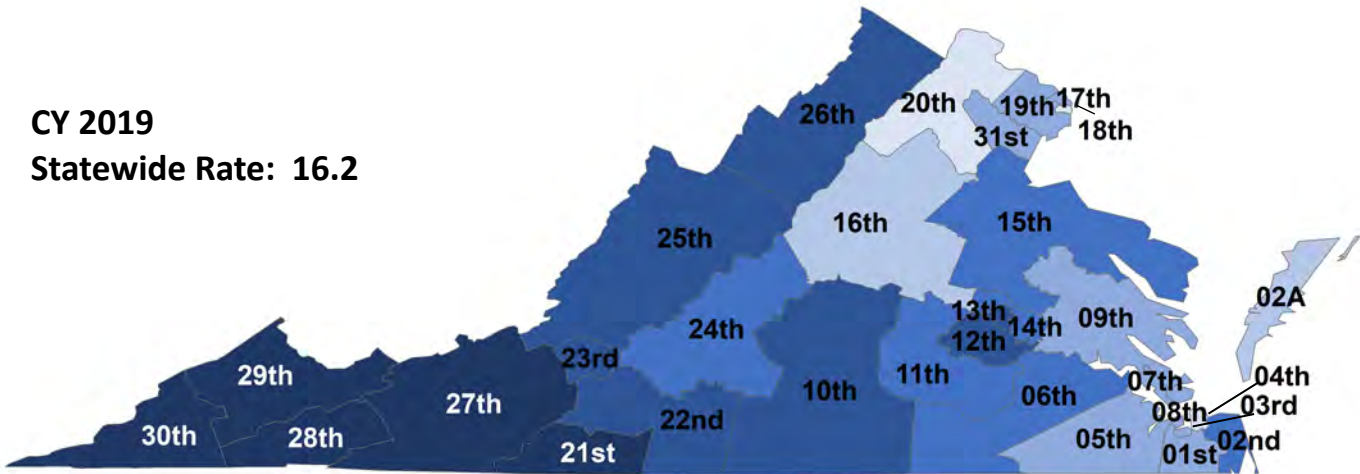 CY 2019
Statewide Rate: 16.2
26th
20th
19th
17th
18th
31st
25th
16th
15th
02A
24th
13th
14th
12th
09th
23rd
29th
27th
10th
11th
06th
07th
04th
08th
03rd
30th
28th
21st
22nd
05th
01st
02nd